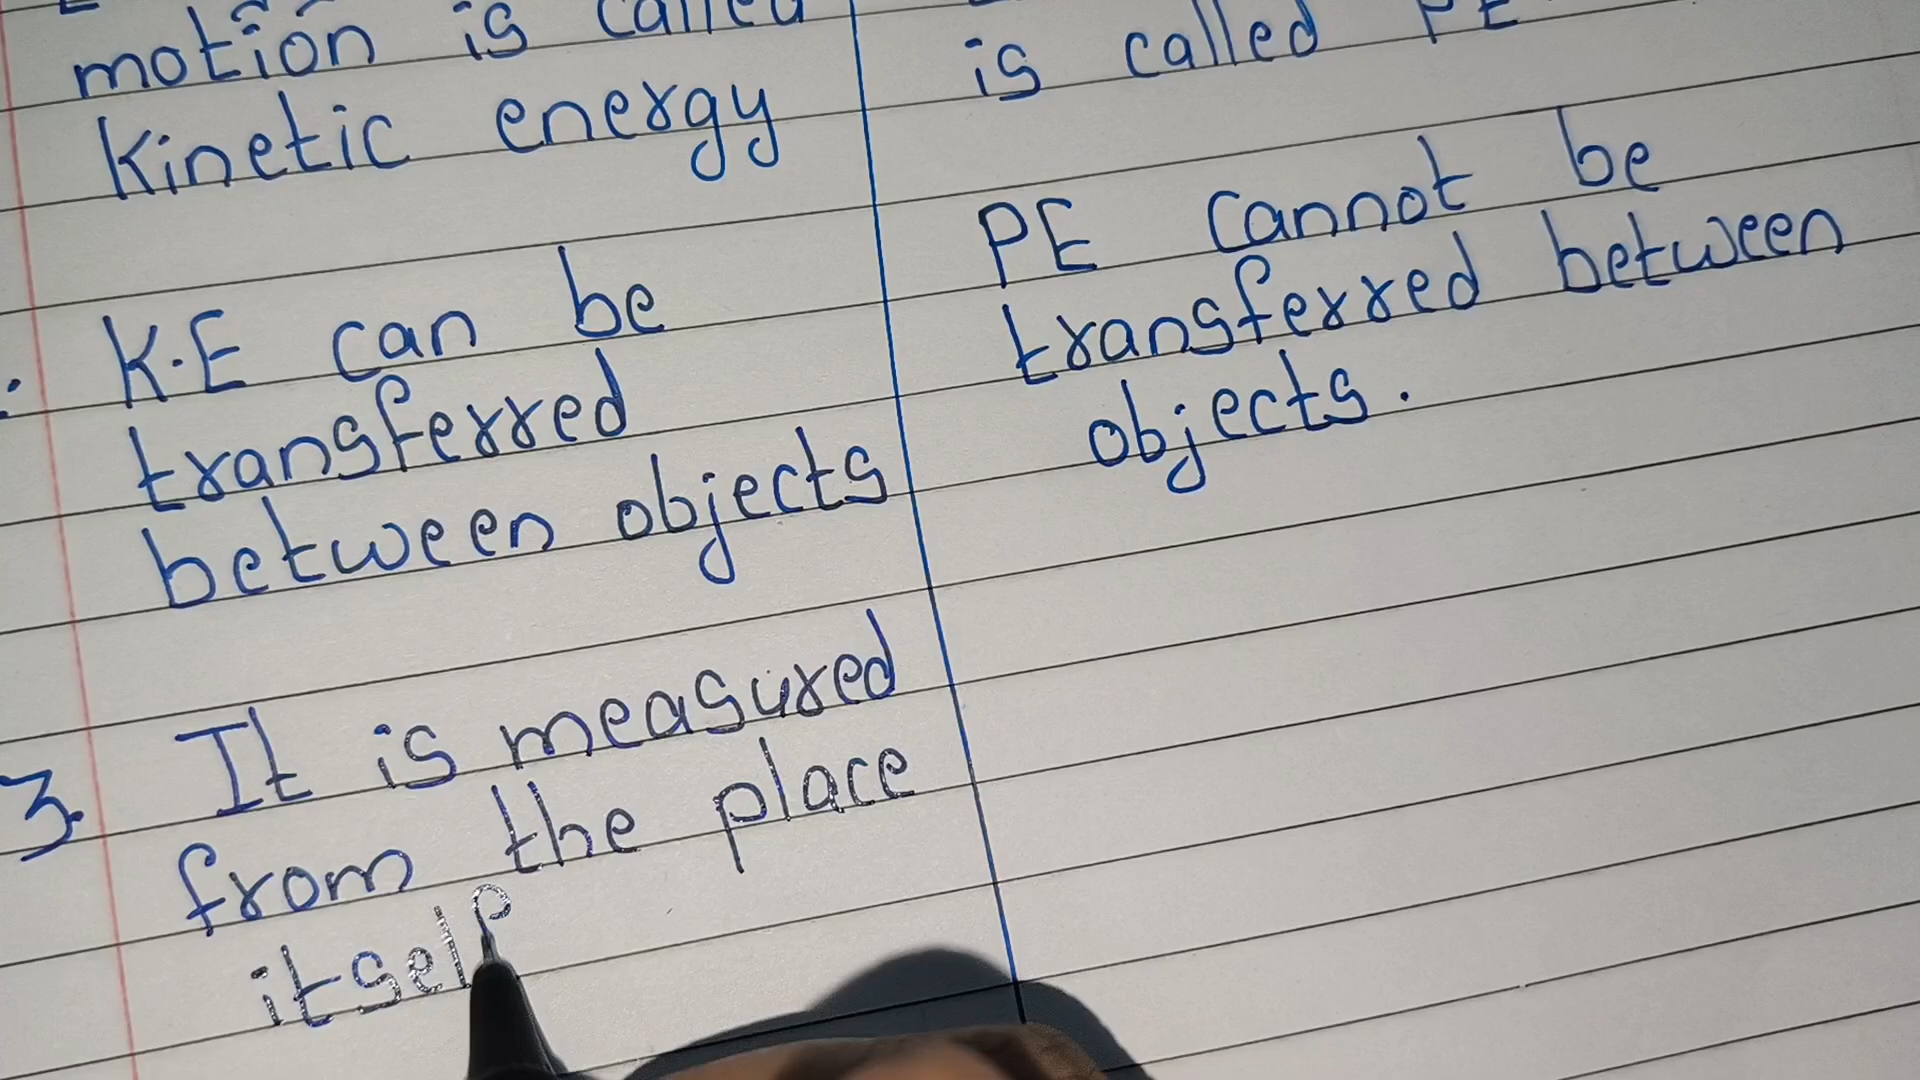 motion is called
Kinetic energy
K.E can be
transferred
between objects
3. It is measured
from the place
itself
is called PE
PE cannot be
transferred between
objects.